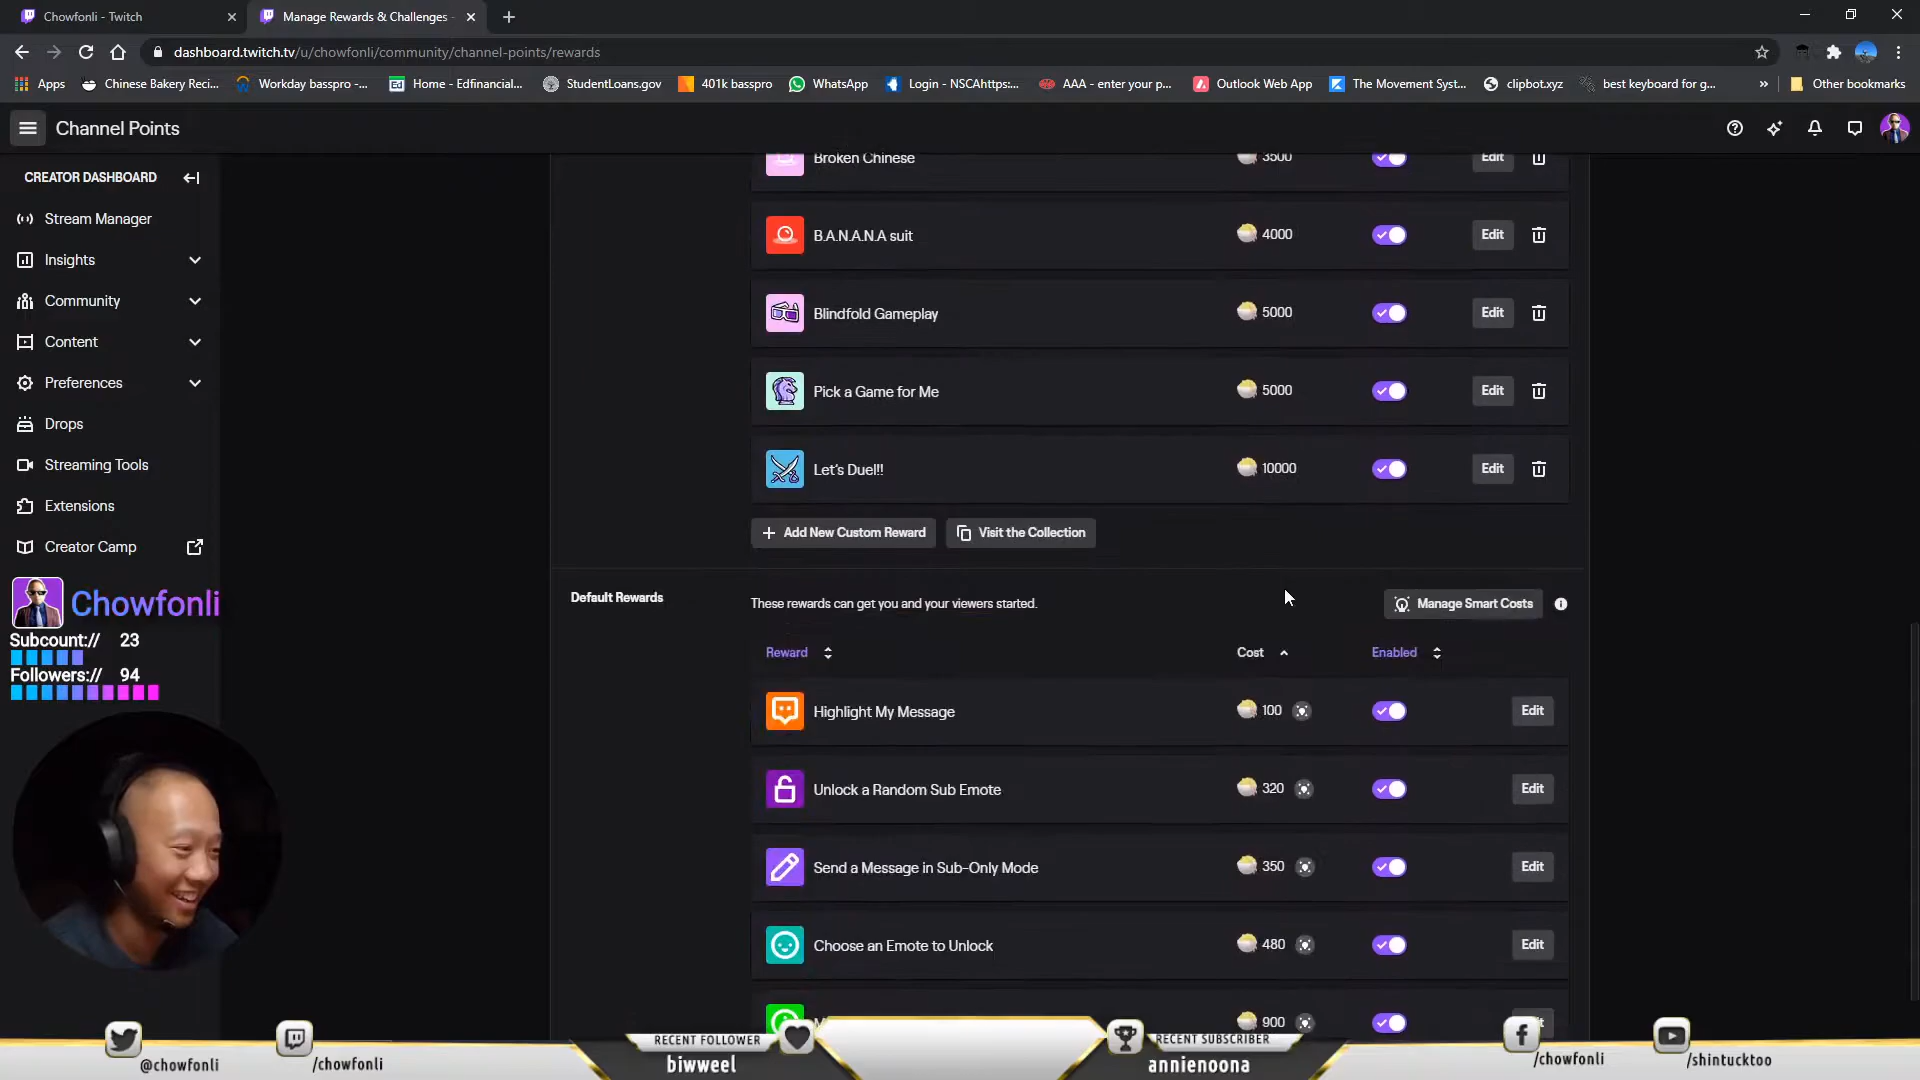 Chowfonli - Twitch
Manage Rewards & Challenges -
dashboard.twitch.tv/u/chowfonli/community/channel-points/rewards
Apps
Chinese Bakery Reci...
Workday basspro -...
Home - Edfinancial...
StudentLoans.gov
401k basspro
WhatsApp
Login - NSCAhttps:...
AAA - enter your p...
Outlook Web App
The Movement Syst...
clipbot.xyz
best keyboard for g...
»
Other bookmarks
Channel Points
CREATOR DASHBOARD
Stream Manager
Insights
Community
Content
Preferences
Drops
Streaming Tools
Extensions
Creator Camp
Chowfonli
Subcount:// 23
Followers:// 94
Broken Chinese 3500 Edit
B.A.N.A.N.A suit 4000 Edit
Blindfold Gameplay 5000 Edit
Pick a Game for Me 5000 Edit
Let's Duel!! 10000 Edit
+ Add New Custom Reward Visit the Collection
Default Rewards
These rewards can get you and your viewers started.
Manage Smart Costs
Reward Cost Enabled
Highlight My Message 100 Edit
Unlock a Random Sub Emote 320 Edit
Send a Message in Sub-Only Mode 350 Edit
Choose an Emote to Unlock 480 Edit
900
@chowfonli
/chowfonli
RECENT FOLLOWER
biwweel
RECENT SUBSCRIBER
annienoona
/chowfonli
/shintucktoo